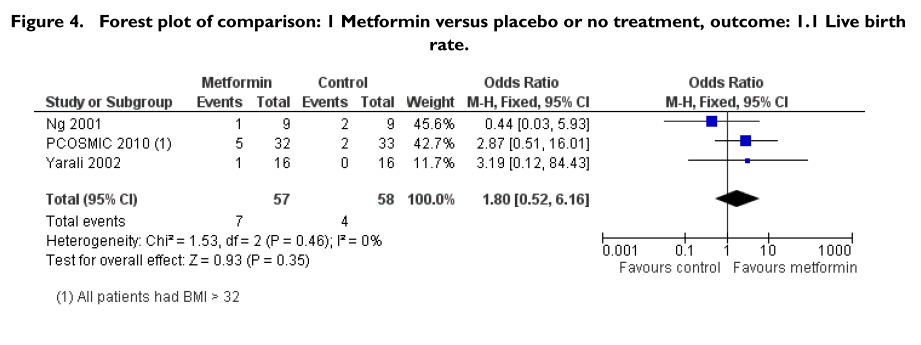 Figure 4. Forest plot of comparison: 1 Metformin versus placebo or no treatment, outcome: 1.1 Live birth
rate.
Metformin Control Odds Ratio Odds Ratio
Study or Subgroup Events Total Events Total Weight M-H, Fixed, 95% CI M-H, Fixed, 95% CI
Ng 2001 1 9 2 9 45.6% 0.44 [0.03, 5.93]
PCOSMIC 2010 (1) 5 32 2 33 42.7% 2.87 [0.51, 16.01]
Yarali 2002 1 16 0 16 11.7% 3.19 [0.12, 84.43]
Total (95% CI) 57 58 100.0% 1.80 [0.52, 6.16]
Total events 7 4
Heterogeneity: Chi² = 1.53, df = 2 (P = 0.46); I² = 0%
Test for overall effect: Z = 0.93 (P = 0.35)
0.001 0.1 1 10 1000
Favours control Favours metformin
(1) All patients had BMI > 32